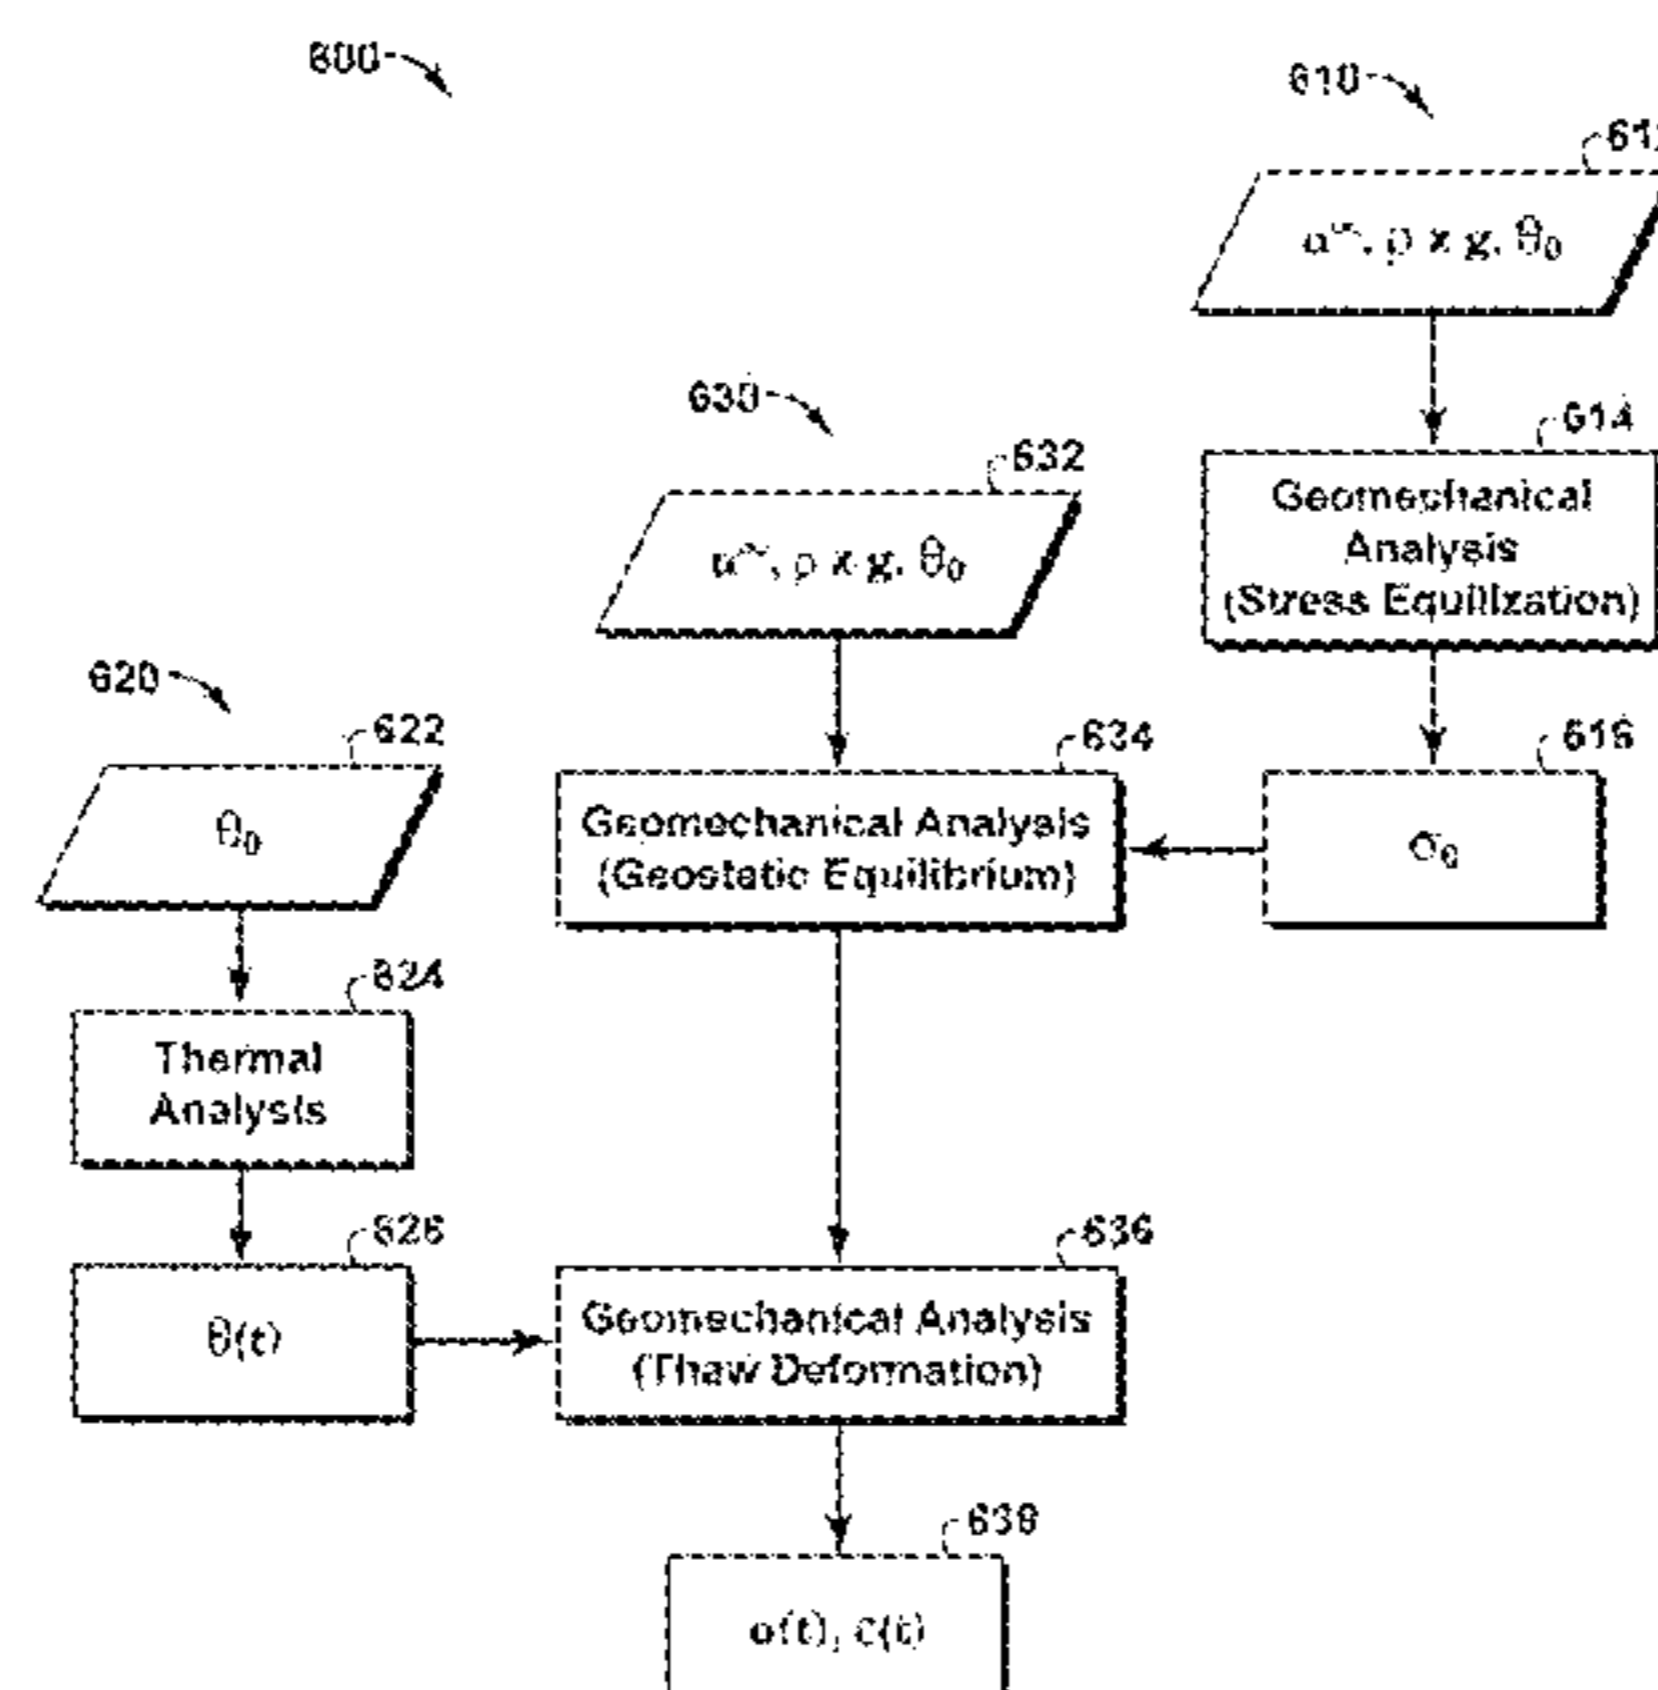 600
610
u∞, ρ x g, θ0
614
Geomechanical
Analysis
(Stress Equilization)
616
σ0
630
632
u∞, ρ x g, θ0
634
Geomechanical Analysis
(Geostatic Equilibrium)
620
622
θ0
624
Thermal
Analysis
626
θ(t)
636
Geomechanical Analysis
(Thaw Deformation)
638
σ(t), ε(t)